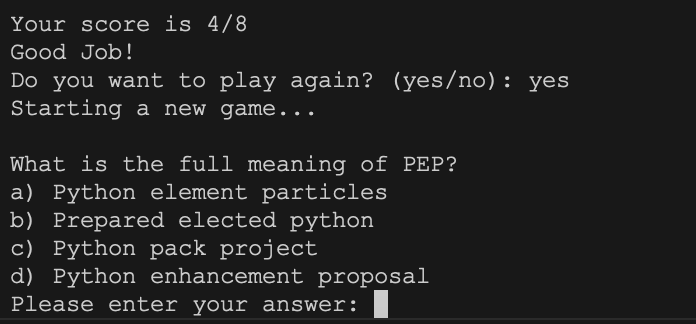 Your score is 4/8
Good Job!
Do you want to play again? (yes/no): yes
Starting a new game...
What is the full meaning of PEP?
a) Python element particles
b) Prepared elected python
c) Python pack project
d) Python enhancement proposal
Please enter your answer: